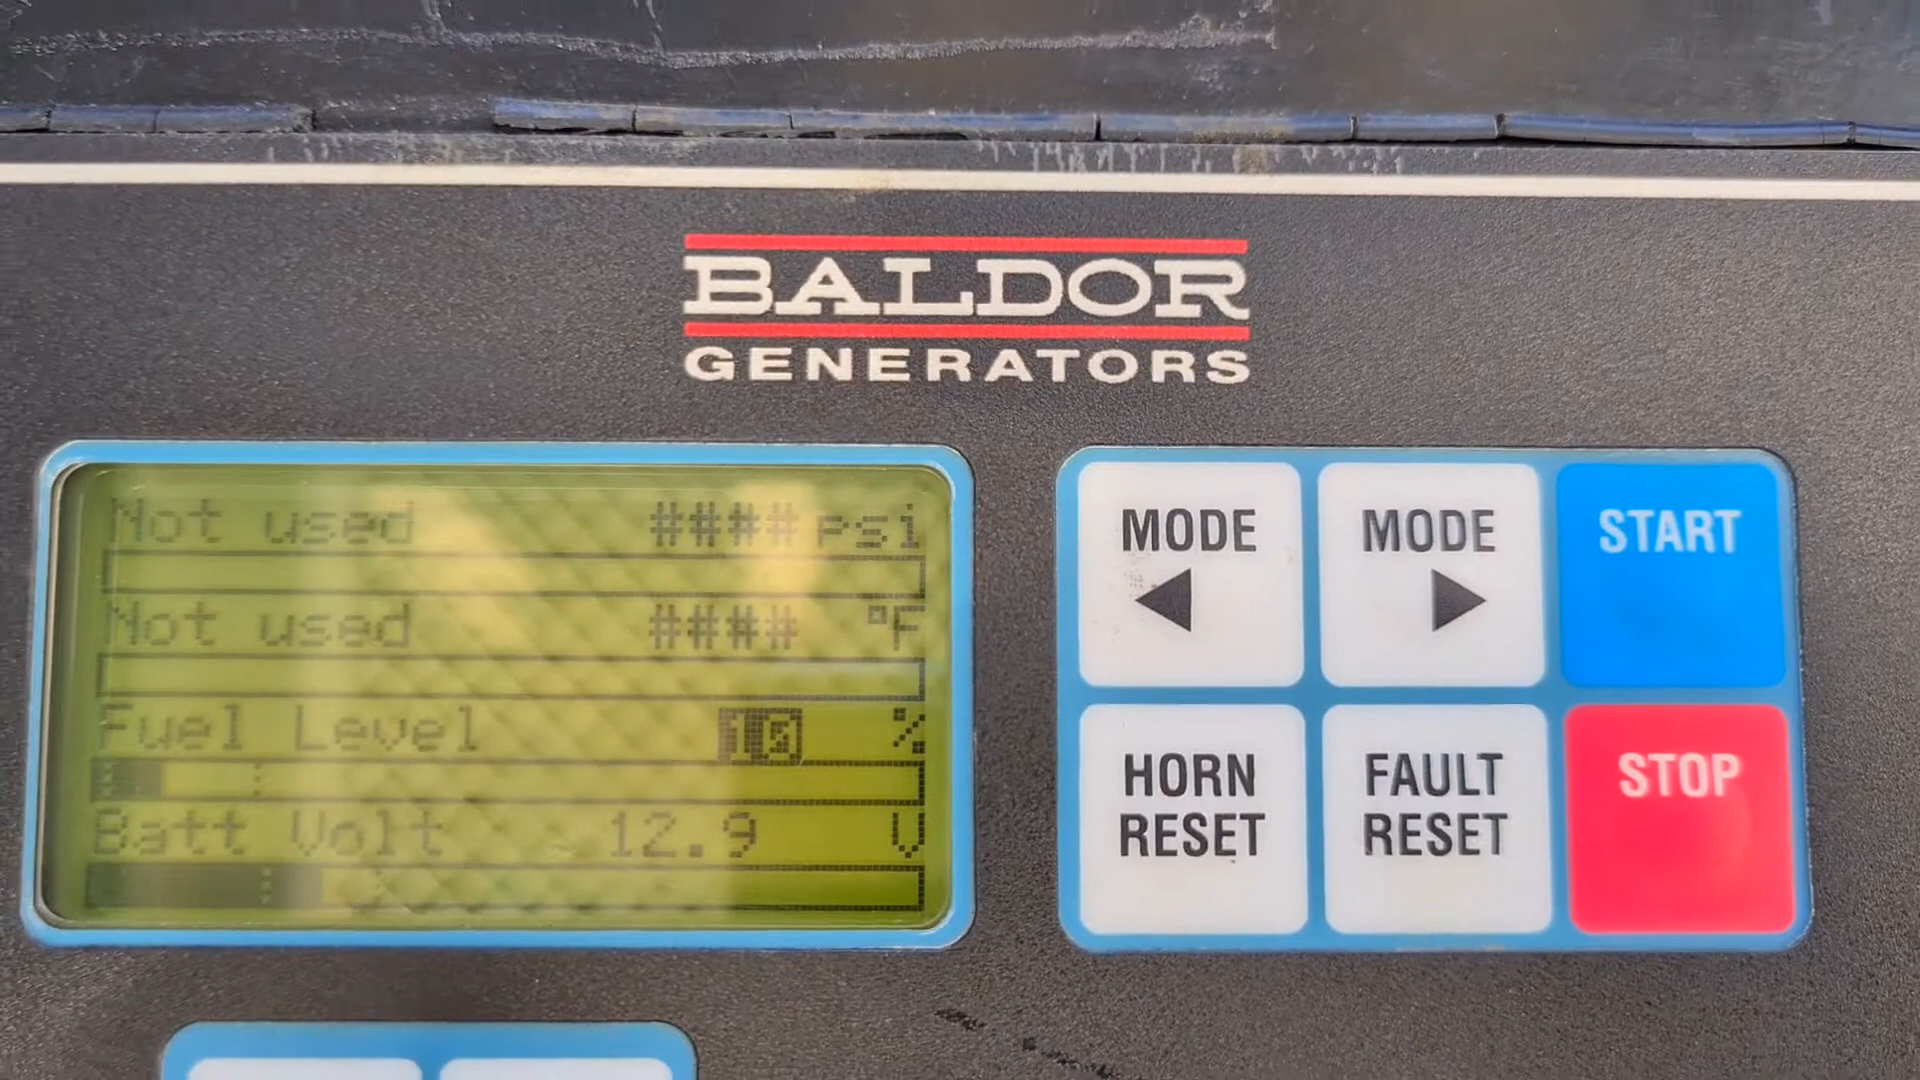 BALDOR
GENERATORS
Not used ####psi
Not used #### °F
Fuel Level %
Batt Volt 12.9 V
MODE
MODE
START
HORN
RESET
FAULT
RESET
STOP